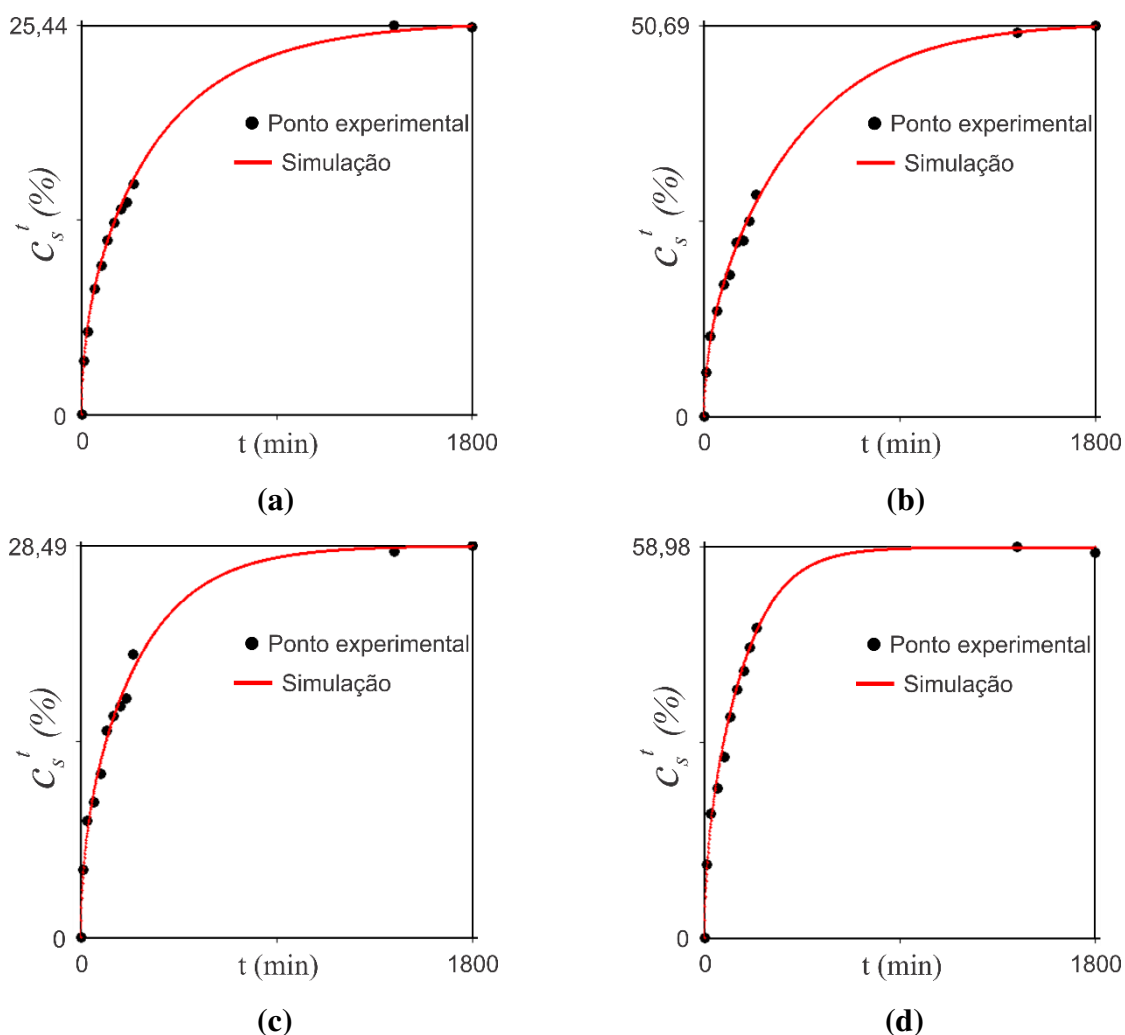 25,44
Ponto experimental
Simulação
C_s^t (%)
0
0
t (min)
1800
(a)
50,69
Ponto experimental
Simulação
C_s^t (%)
0
0
t (min)
1800
(b)
28,49
Ponto experimental
Simulação
C_s^t (%)
0
0
t (min)
1800
(c)
58,98
Ponto experimental
Simulação
C_s^t (%)
0
0
t (min)
1800
(d)